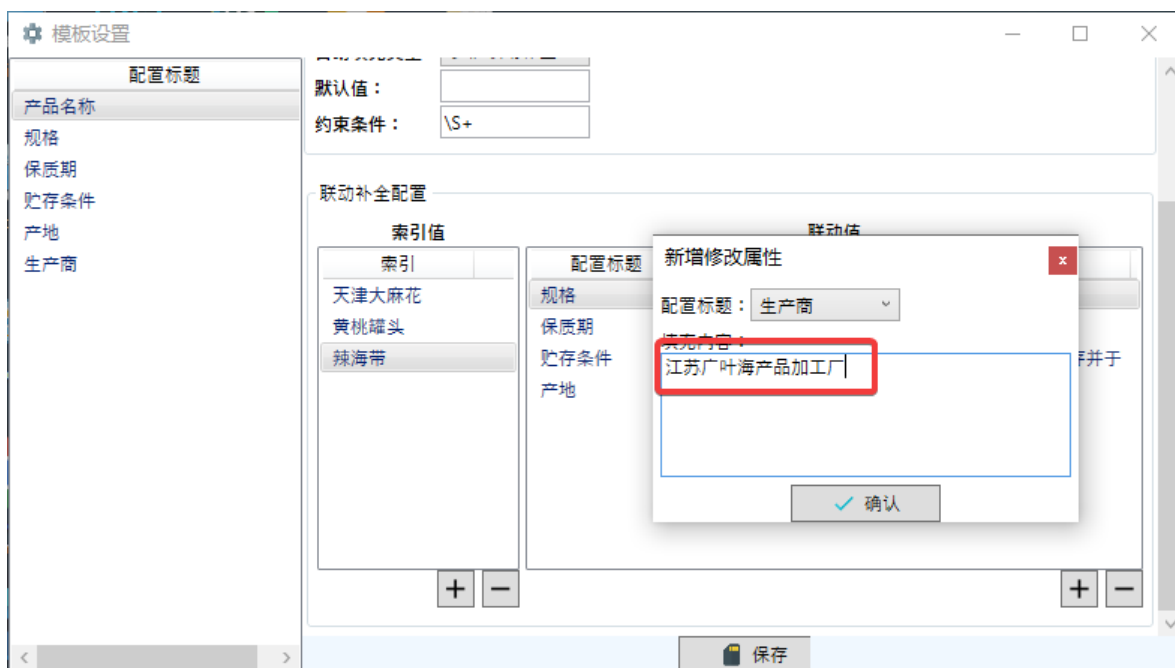 模板设置
配置标题
产品名称
规格
保质期
贮存条件
产地
生产商
默认值：
约束条件： \S+
联动补全配置
索引值
索引
天津大麻花
黄桃罐头
辣海带
联动值
配置标题
规格
保质期
贮存条件
产地
存并于
新增修改属性
x
配置标题： 生产商
填充内容：
江苏广叶海产品加工厂
确认
保存